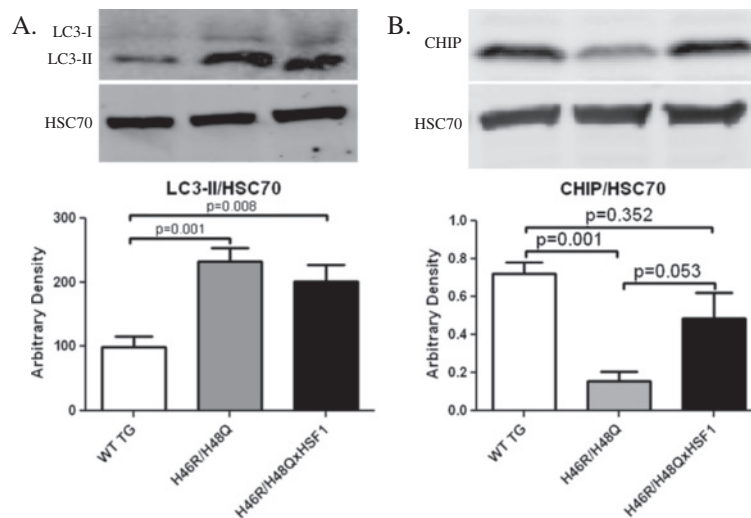 A.
LC3-I
LC3-II
HSC70
LC3-II/HSC70
p=0.008
p=0.001
300
200
100
0
Arbitrary Density
WT TG
H46R/H48Q
H46R/H48QxHSF1
B.
CHIP
HSC70
CHIP/HSC70
p=0.352
p=0.001
p=0.053
1.0
0.8
0.6
0.4
0.2
0.0
Arbitrary Density
WT TG
H46R/H48Q
H46R/H48QxHSF1